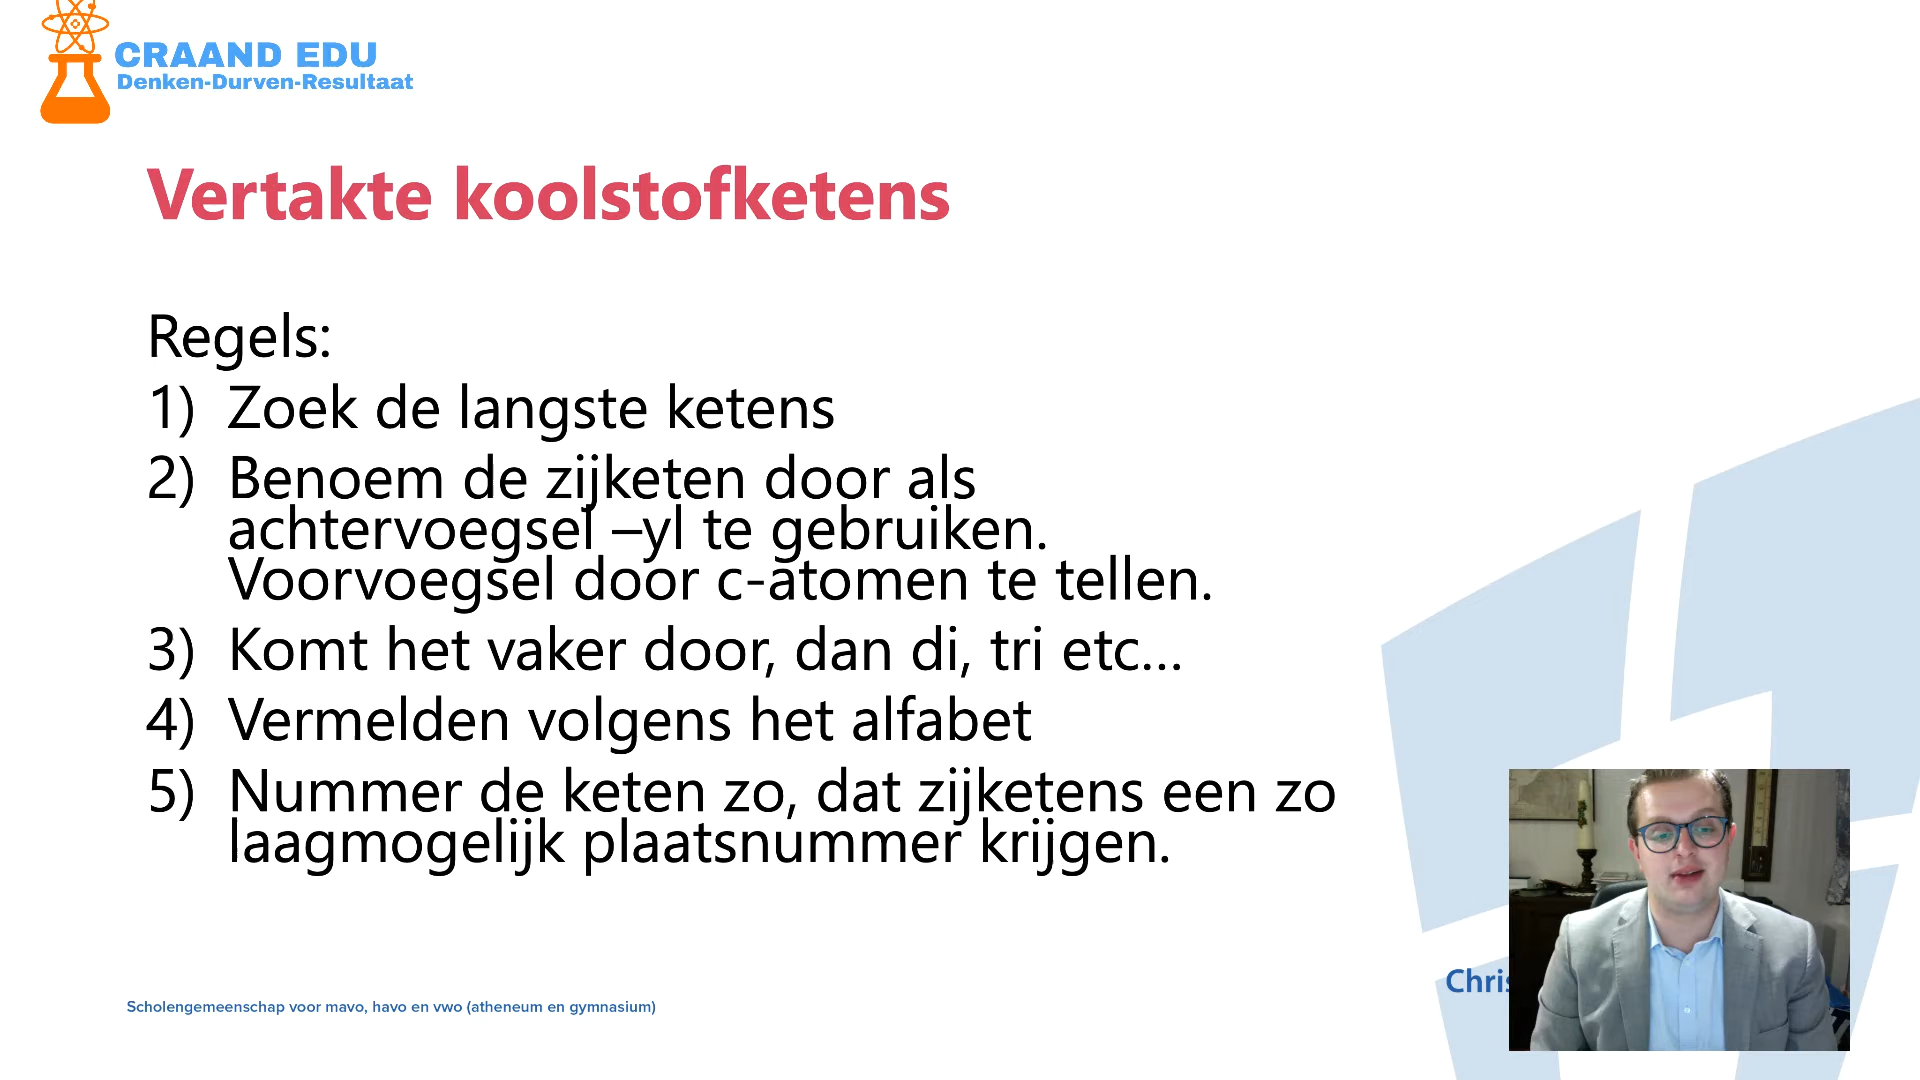 CRAAND EDU
Denken-Durven-Resultaat
Vertakte koolstofketens
Regels:
1) Zoek de langste ketens
2) Benoem de zijketen door als
achtervoegsel –yl te gebruiken.
Voorvoegsel door c-atomen te tellen.
3) Komt het vaker door, dan di, tri etc...
4) Vermelden volgens het alfabet
5) Nummer de keten zo, dat zijketens een zo
laagmogelijk plaatsnummer krijgen.
Scholengemeenschap voor mavo, havo en vwo (atheneum en gymnasium)